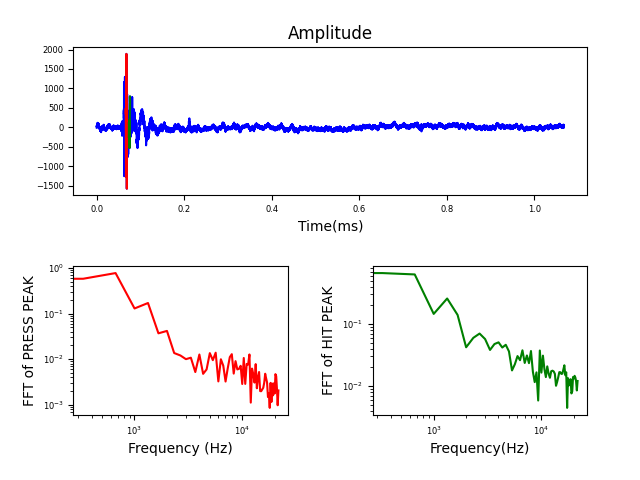 Amplitude
2000
1500
1000
500
0
−500
−1000
−1500
0.0 0.2 0.4 0.6 0.8 1.0
Time(ms)
FFT of PRESS PEAK
10⁰
10⁻¹
10⁻²
10⁻³
10³ 10⁴
Frequency (Hz)
FFT of HIT PEAK
10⁻¹
10⁻²
10³ 10⁴
Frequency(Hz)